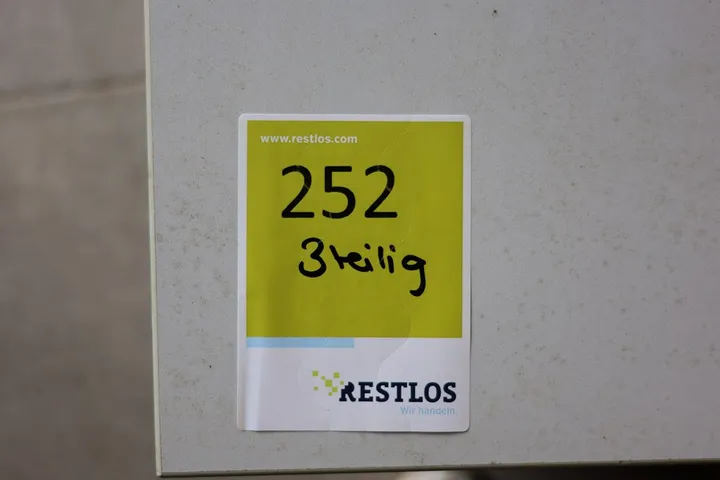 www.restlos.com
252
3teilig
RESTLOS
Wir handeln.